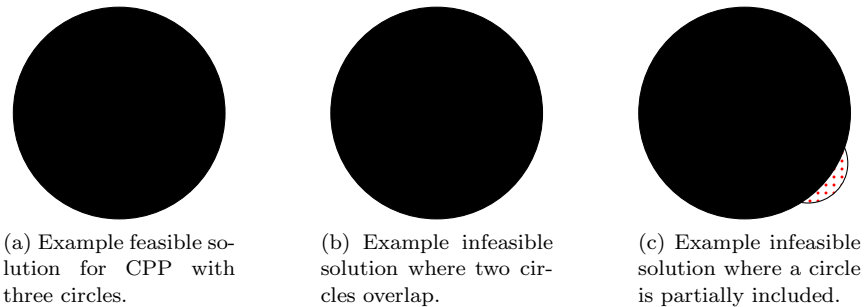 (a) Example feasible so-
lution for CPP with
three circles.
(b) Example infeasible
solution where two cir-
cles overlap.
(c) Example infeasible
solution where a circle
is partially included.